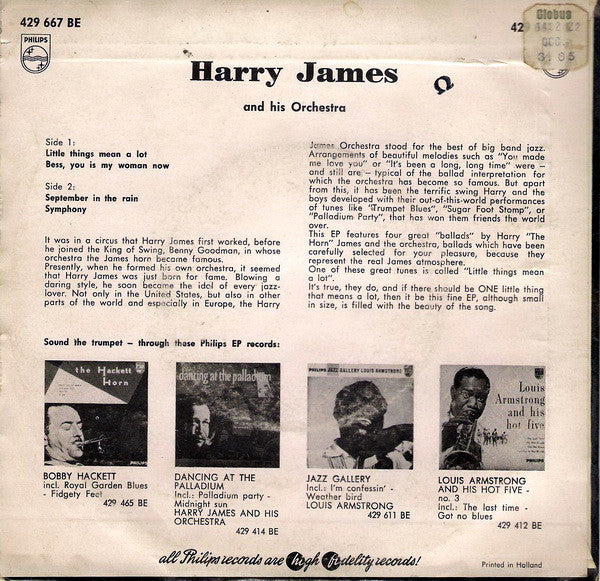 429 667 BE
PHILIPS
Globus
3.95
Harry James
and his Orchestra
Side 1:
Little things mean a lot
Bess, you is my woman now
Side 2:
September in the rain
Symphony
It was in a circus that Harry James first worked, before
he joined the King of Swing, Benny Goodman, in whose
orchestra the James horn became famous.
Presently, when he formed his own orchestra, it seemed
that Harry James was just born for fame. Blowing a
daring style, he soon became the idol of every jazz-
lover. Not only in the United States, but also in other
parts of the world and especially in Europe, the Harry
James Orchestra stood for the best of big band jazz.
Arrangements of beautiful melodies such as "You made
me love you" or "It's been a long, long time" were –
and still are – typical of the ballad interpretation for
which the orchestra has become so famous. But apart
from this, it has been the terrific swing Harry and the
boys developed with their out-of-this-world performances
of tunes like "Trumpet Blues", "Sugar Foot Stomp", or
"Palladium Party", that has won them friends the world
over.
This EP features four great "ballads" by Harry "The
Horn" James and the orchestra, ballads which have been
carefully selected for your pleasure, because they
represent the real James atmosphere.
One of these great tunes is called "Little things mean
a lot".
It's true, they do, and if there should be ONE little thing
that means a lot, then it be this fine EP, although small
in size, is filled with the beauty of the song.
Sound the trumpet – through these Philips EP records:
the Hackett
Horn
PHILIPS
dancing at the palladium
PHILIPS JAZZ GALLERY LOUIS ARMSTRONG
Louis
Armstrong
and his
hot five
BOBBY HACKETT
incl. Royal Garden Blues
- Fidgety Feet
429 465 BE
DANCING AT THE
PALLADIUM
Incl.: Palladium party -
Midnight sun
HARRY JAMES AND HIS
ORCHESTRA
429 414 BE
JAZZ GALLERY
Incl.: I'm confessin' -
Weather bird
LOUIS ARMSTRONG
429 611 BE
LOUIS ARMSTRONG
AND HIS HOT FIVE -
no. 3
Incl.: The last time -
Got no blues
429 412 BE
all Philips records are high fidelity records!
Printed in Holland